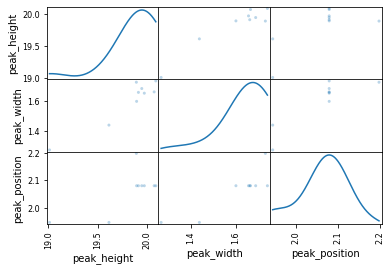 peak_height
20.0
19.5
19.0
peak_width
1.6
1.4
peak_position
2.2
2.1
2.0
19.0
19.5
20.0
1.4
1.6
2.0
2.1
2.2
peak_height
peak_width
peak_position